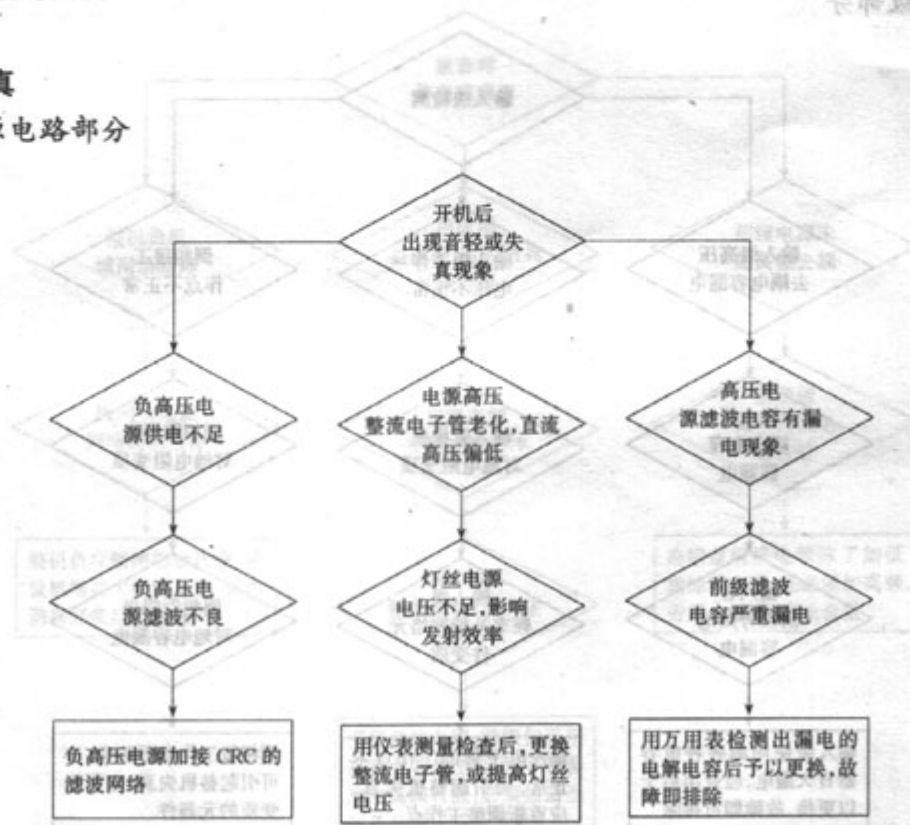 真
电路部分
开机后
出现音轻或失
真现象
负高压电
源供电不足
电源高压
整流电子管老化,直流
高压偏低
高压电
源滤波电容有漏
电现象
负高压电
源滤波不良
灯丝电源
电压不足,影响
发射效率
前级滤波
电容严重漏电
负高压电源加接 CRC 的
滤波网络
用仪表测量检查后,更换
整流电子管,或提高灯丝
电压
用万用表检测出漏电的
电解电容后予以更换,故
障即排除